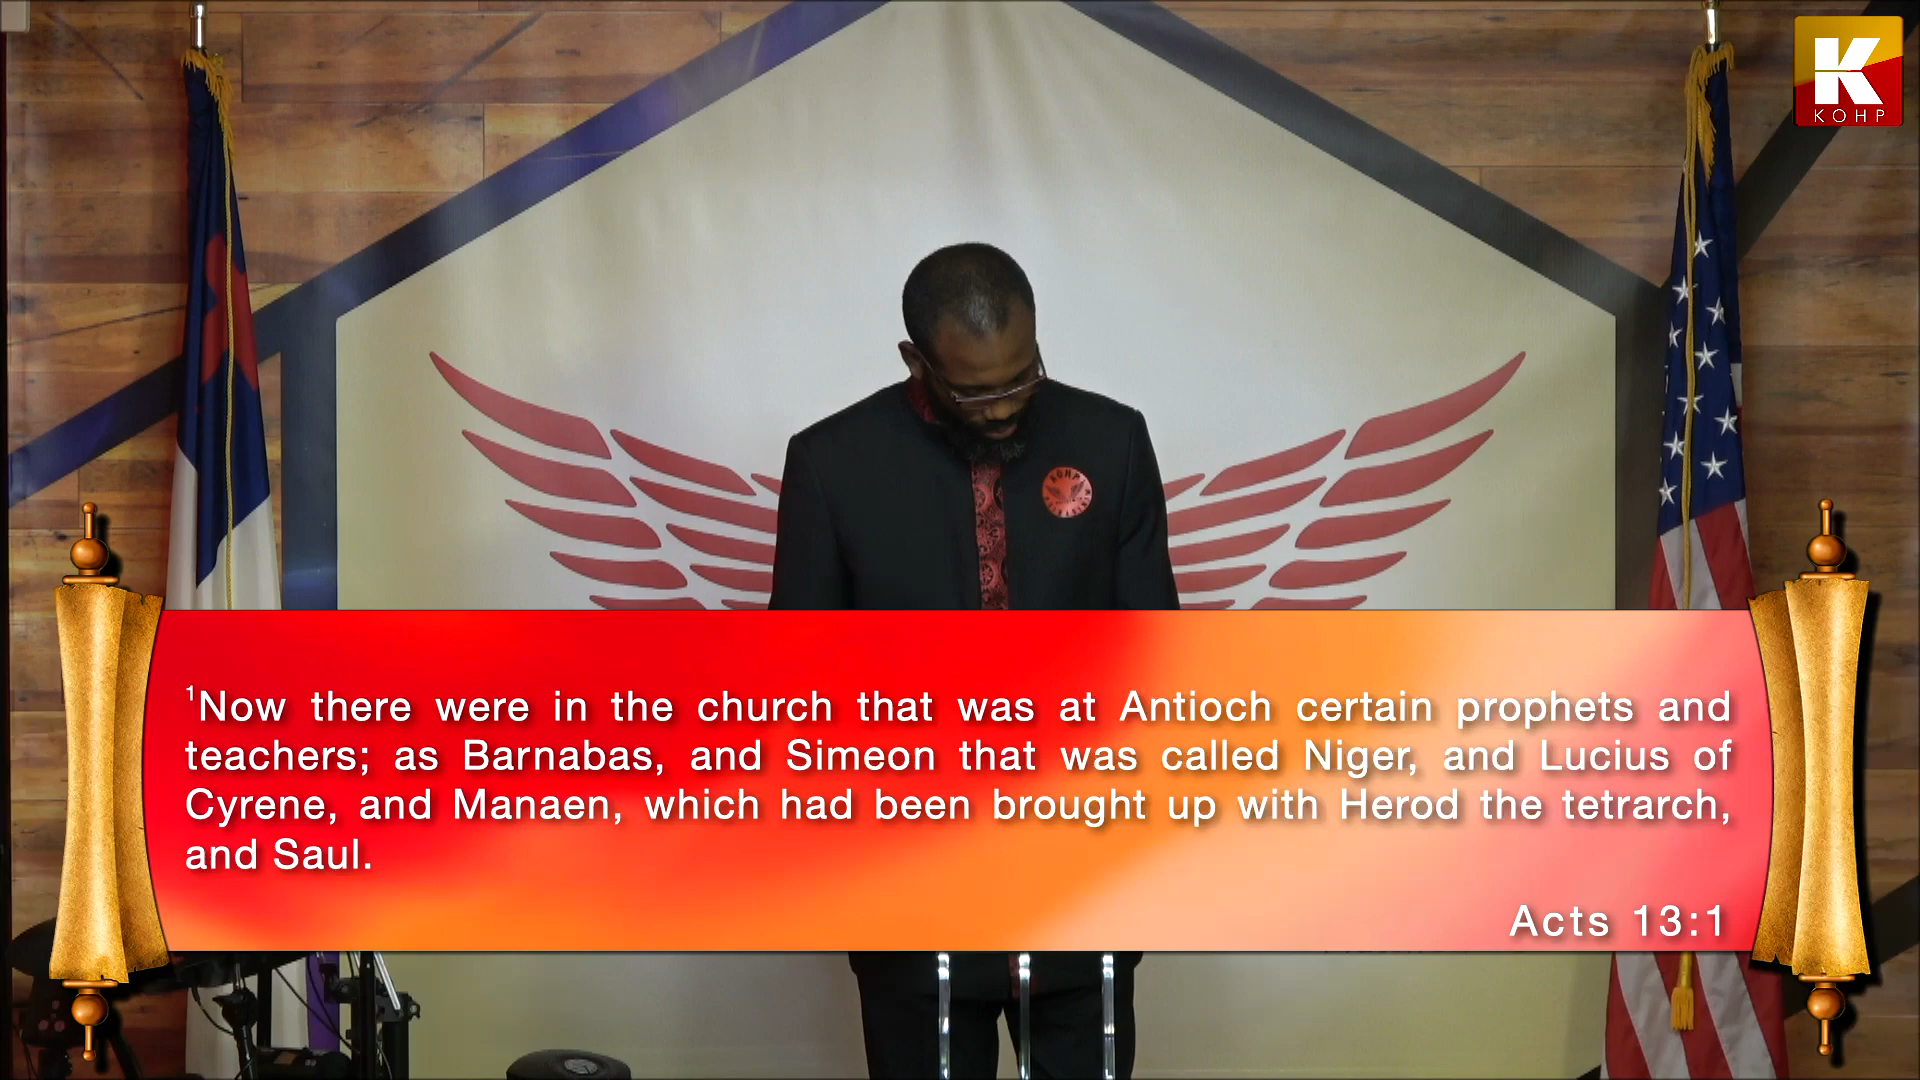 K
KOHP
KOHP
¹Now there were in the church that was at Antioch certain prophets and
teachers; as Barnabas, and Simeon that was called Niger, and Lucius of
Cyrene, and Manaen, which had been brought up with Herod the tetrarch,
and Saul.
Acts 13:1